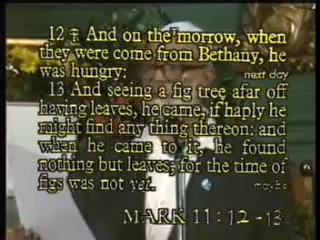 12 ¶ And on the morrow, when
they were come from Bethany, he
was hungry:
next day
13 And seeing a fig tree afar off
having leaves, he came, if haply he
might find any thing thereon: and
when he came to it, he found
nothing but leaves; for the time of
figs was not yet.
maybe
MARK 11:12-13